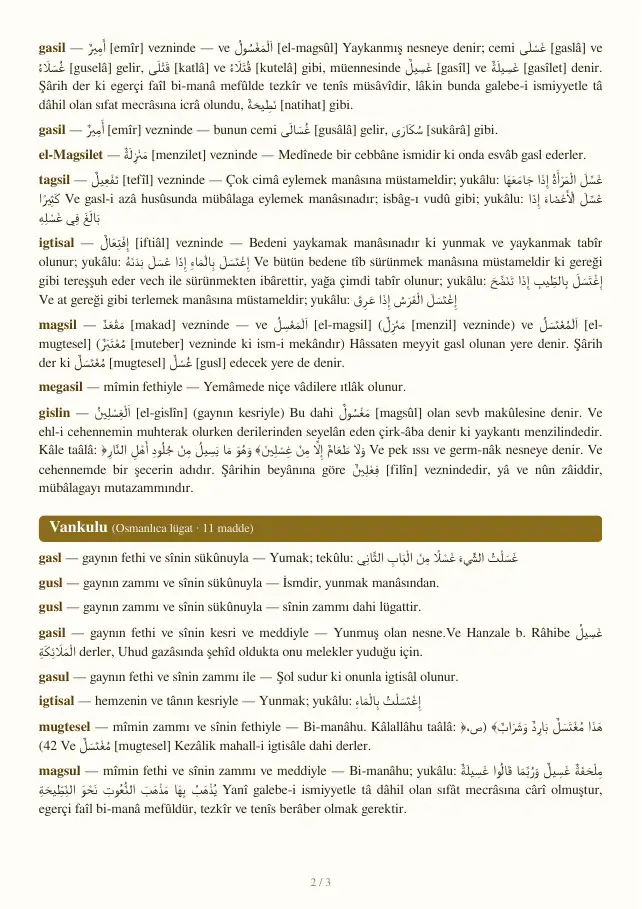 gasil — أَمِيرٌ [emîr] vezninde — ve اَلْمَغْسُولُ [el-magsûl] Yaykanmış nesneye denir; cemi غَسْلَى [gaslâ] ve
غُسَلَاءُ [guselâ] gelir, قَتْلَى [katlâ] ve قُتَلَاءُ [kutelâ] gibi, müennesinde غَسِيلٌ [gasîl] ve غَسِيلَةٌ [gasîlet] denir.
Şârih der ki egerçi faîl bi-manâ mefûlde tezkîr ve tenîs müsâvîdir, lâkin bunda galebe-i ismiyyetle tâ
dâhil olan sıfat mecrâsına icrâ olundu, نَطِيحَةٌ [natihat] gibi.
gasil — أَمِيرٌ [emîr] vezninde — bunun cemi غُسَالَى [gusâlâ] gelir, سُكَارَى [sukârâ] gibi.
el-Magsilet — مَنْزِلَةٌ [menzilet] vezninde — Medînede bir cebbâne ismidir ki onda esvâb gasl ederler.
tagsil — تَفْعِيلٌ [tefîl] vezninde — Çok cimâ eylemek manâsına müstameldir; yukâlu: غَسَّلَ الْمَرْأَةَ إِذَا جَامَعَهَا
كَثِيرًا Ve gasl-i azâ husûsunda mübâlaga eylemek manâsınadır; isbâg-ı vudû gibi; yukâlu: غَسَّلَ الْأَعْضَاءَ إِذَا
بَالَغَ فِي غَسْلِهِ
igtisal — اِفْتِعَالٌ [iftiâl] vezninde — Bedeni yaykamak manâsınadır ki yunmak ve yaykanmak tabîr
olunur; yukâlu: اِغْتَسَلَ بِالْمَاءِ إِذَا غَسَلَ بَدَنَهُ Ve bütün bedene tîb sürünmek manâsına müstameldir ki gereği
gibi tereşşuh eder vech ile sürünmekten ibârettir, yağa çimdi tabîr olunur; yukâlu: اِغْتَسَلَ بِالطِّيبِ إِذَا تَنَضَّحَ
Ve at gereği gibi terlemek manâsına müstameldir; yukâlu: اِغْتَسَلَ الْفَرَسُ إِذَا عَرِقَ
magsil — مَقْعَدٌ [makad] vezninde — ve اَلْمَغْسِلُ [el-magsil] (مَنْزِلٌ [menzil] vezninde) ve اَلْمُغْتَسَلُ [el-
mugtesel] (مُعْتَبَرٌ [muteber] vezninde ki ism-i mekândır) Hâssaten meyyit gasl olunan yere denir. Şârih
der ki مُغْتَسَلٌ [mugtesel] غُسْلٌ [gusl] edecek yere de denir.
megasil — mîmin fethiyle — Yemâmede niçe vâdilere ıtlâk olunur.
gislin — اَلْغِسْلِينُ [el-gislîn] (gaynın kesriyle) Bu dahi مَغْسُولٌ [magsûl] olan sevb makûlesine denir. Ve
ehl-i cehennemin muhterak olurken derilerinden seyelân eden çirk-âba denir ki yaykantı menzilindedir.
Kâle taâlâ: ﴿وَلَا طَعَامٌ إِلَّا مِنْ غِسْلِينَ﴾ وَهُوَ مَا يَسِيلُ مِنْ جُلُودِ أَهْلِ النَّارِ Ve pek ıssı ve germ-nâk nesneye denir. Ve
cehennemde bir şecerin adıdır. Şârihin beyânına göre فِعْلِينٌ [filîn] veznindedir, yâ ve nûn zâiddir,
mübâlagayı mutazammındır.
Vankulu (Osmanlıca lügat · 11 madde)
gasl — gaynın fethi ve sînin sükûnuyla — Yumak; tekûlu: غَسَلْتُ الشَّيْءَ غَسْلًا مِنَ الْبَابِ الثَّانِي
gusl — gaynın zammı ve sînin sükûnuyla — İsmdir, yunmak manâsından.
gusl — gaynın zammı ve sînin sükûnuyla — sînin zammı dahi lügattir.
gasil — gaynın fethi ve sînin kesri ve meddiyle — Yunmuş olan nesne.Ve Hanzale b. Râhibe غَسِيلُ
الْمَلَائِكَةِ derler, Uhud gazâsında şehîd oldukta onu melekler yuduğu için.
gasul — gaynın fethi ve sînin zammı ile — Şol sudur ki onunla igtisâl olunur.
igtisal — hemzenin ve tânın kesriyle — Yunmak; yukâlu: اِغْتَسَلْتُ بِالْمَاءِ
mugtesel — mîmin zammı ve sînin fethiyle — Bi-manâhu. Kâlallâhu taâlâ: ﴿هَذَا مُغْتَسَلٌ بَارِدٌ وَشَرَابٌ﴾ (ص،
42) Ve مُغْتَسَلٌ [mugtesel] Kezâlik mahall-i igtisâle dahi derler.
magsul — mîmin fethi ve sînin zammı ve meddiyle — Bi-manâhu; yukâlu: مِلْحَفَةٌ غَسِيلٌ وَرُبَّمَا قَالُوا غَسِيلَةٌ
يُذْهَبُ بِهَا مَذْهَبَ النُّعُوتِ نَحْوَ النَّطِيحَةِ Yanî galebe-i ismiyyetle tâ dâhil olan sıfât mecrâsına cârî olmuştur,
egerçi faîl bi-manâ mefûldür, tezkîr ve tenîs berâber olmak gerektir.
2 / 3